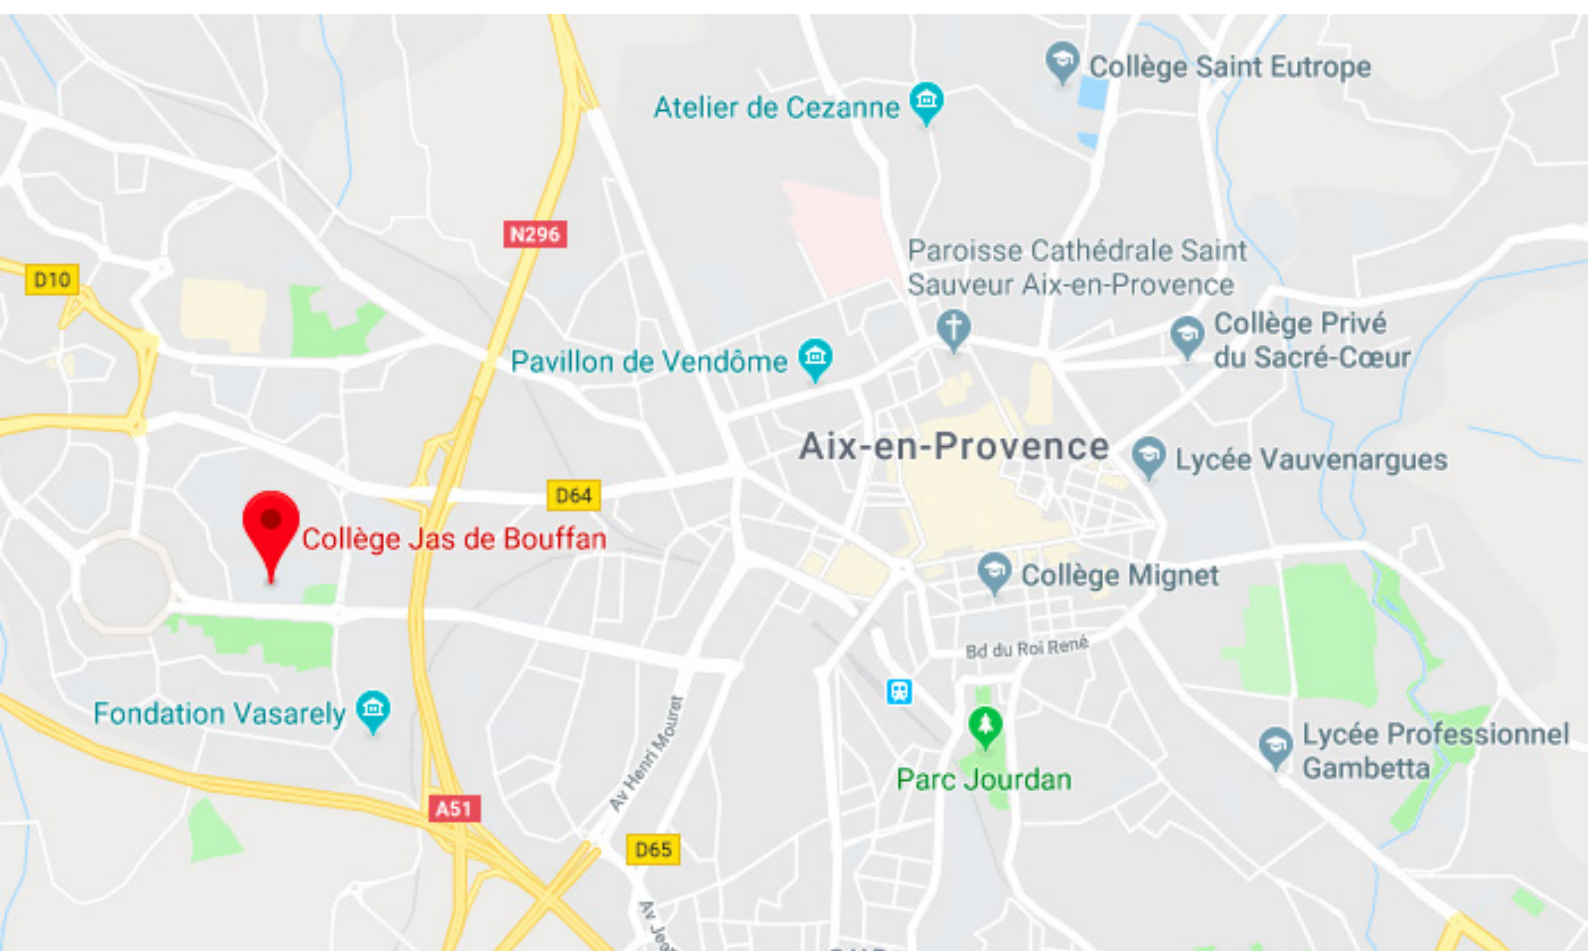 Collège Saint Eutrope
Atelier de Cezanne
N296
Paroisse Cathédrale Saint
Sauveur Aix-en-Provence
D10
Collège Privé
du Sacré-Cœur
Pavillon de Vendôme
Aix-en-Provence
Lycée Vauvenargues
D64
Collège Jas de Bouffan
Collège Mignet
Bd du Roi René
Fondation Vasarely
Av Henri Mouret
Lycée Professionnel
Gambetta
Parc Jourdan
A51
D65
Av